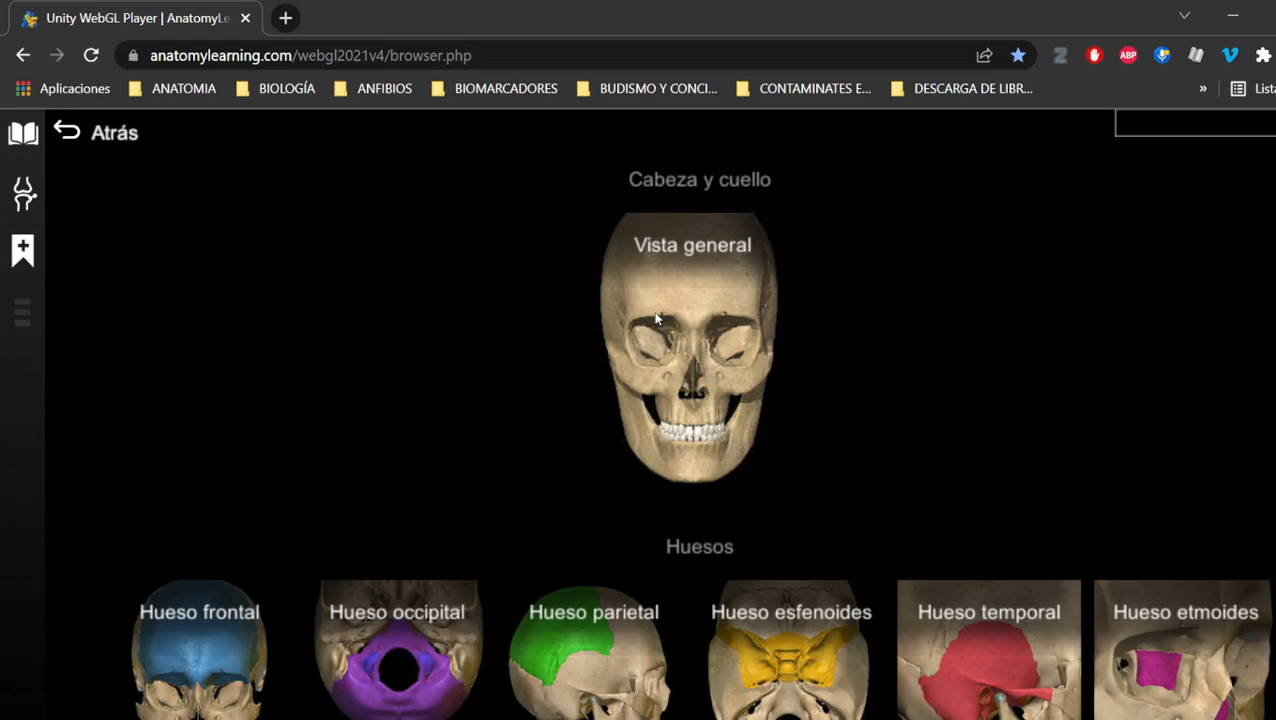 Unity WebGL Player | AnatomyLe
anatomylearning.com/webgl2021v4/browser.php
ABP
Aplicaciones ANATOMIA BIOLOGÍA ANFIBIOS BIOMARCADORES BUDISMO Y CONCI... CONTAMINATES E... DESCARGA DE LIBR... » Lista
Atrás
Cabeza y cuello
Vista general
Huesos
Hueso frontal Hueso occipital Hueso parietal Hueso esfenoides Hueso temporal Hueso etmoides